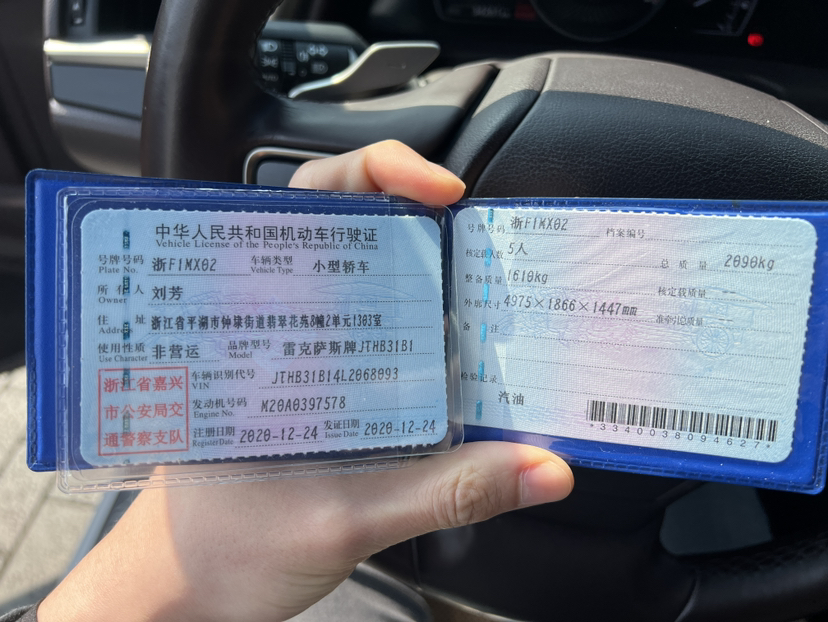 中华人民共和国机动车行驶证
Vehicle License of the People's Republic of China
号牌号码 浙F1MX02 车辆类型 小型轿车
Plate No. Vehicle Type
所有人 刘芳
Owner
住址 浙江省平湖市钟埭街道翡翠花苑8幢2单元1303室
Address
使用性质 非营运 品牌型号 雷克萨斯牌JTHB31B1
Use Character Model
浙江省嘉兴
市公安局交
通警察支队
车辆识别代号 JTHB31B14L2068093
VIN
发动机号码 M20A0397578
Engine No.
注册日期 2020-12-24 发证日期 2020-12-24
Register Date Issue Date
号牌号码 浙F1MX02 档案编号
核定载人数 5人 总质量 2090kg
整备质量 1610kg 核定载质量 --
外廓尺寸 4975×1866×1447mm 准牵引总质量 --
备注
检验记录
汽油
*3340038094627*